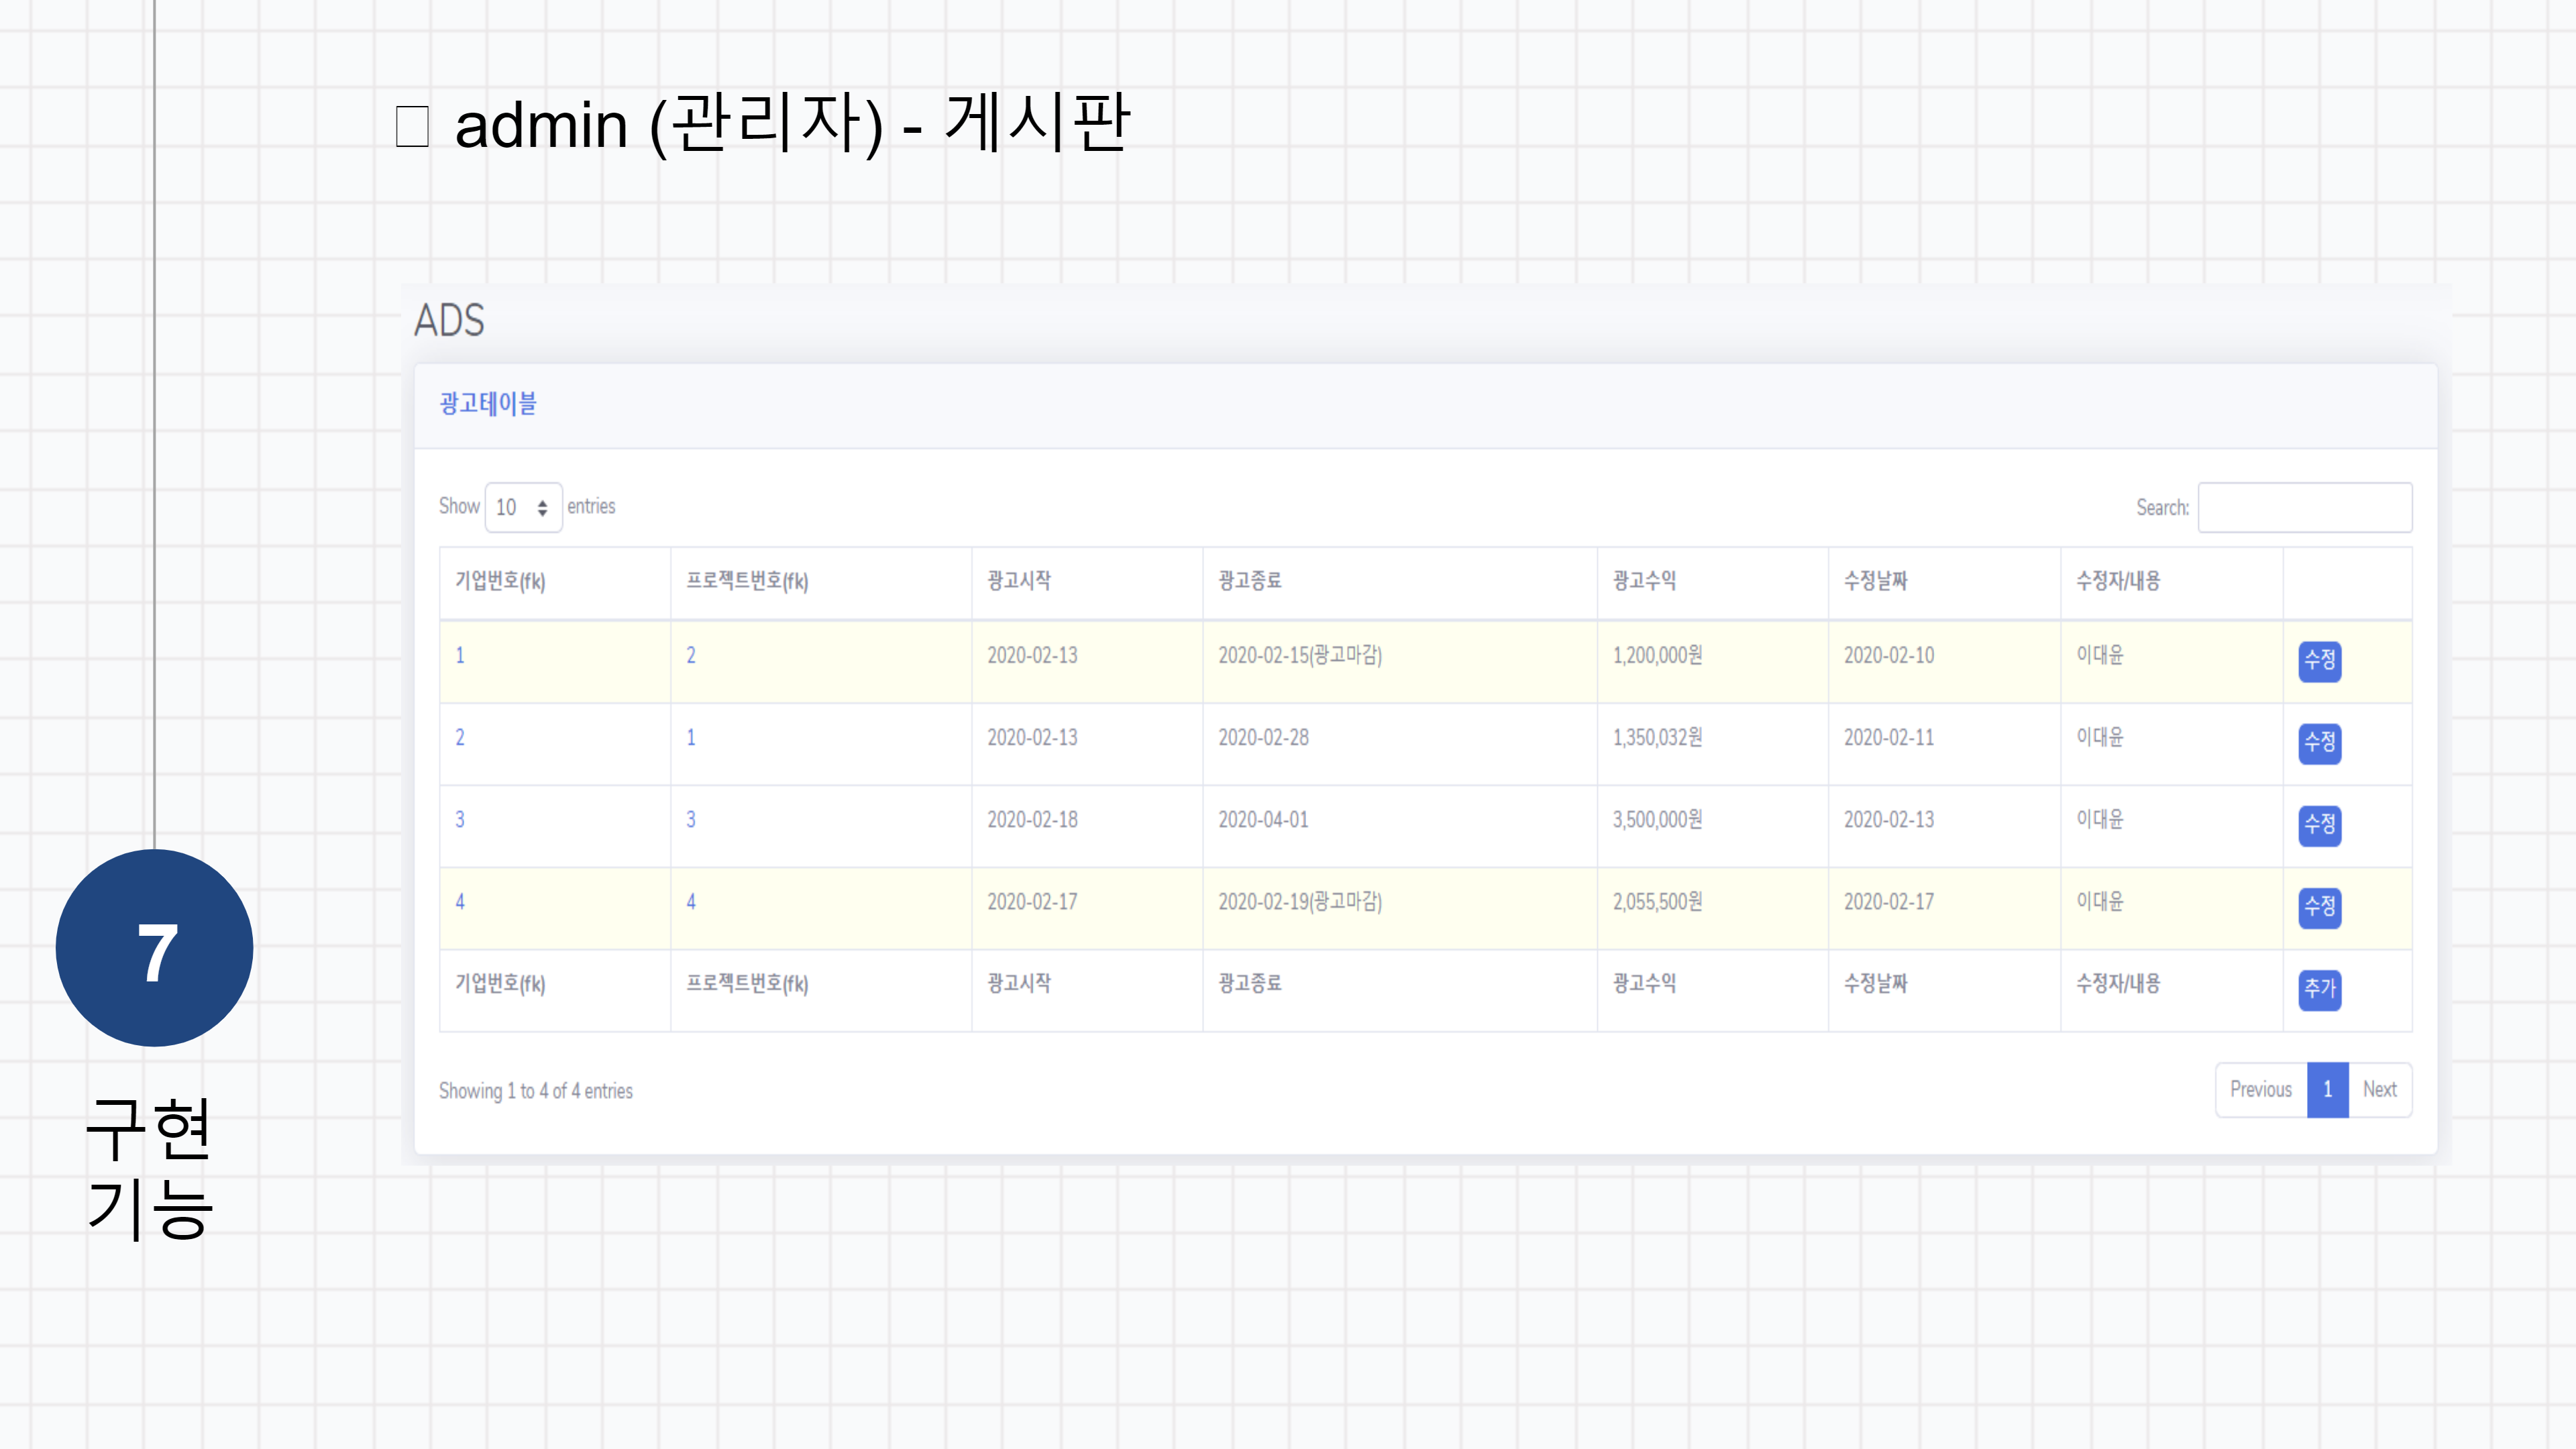 admin (관리자) - 게시판
ADS
광고테이블
Show 10 entries Search:
기업번호(fk) 프로젝트번호(fk) 광고시작 광고종료 광고수익 수정날짜 수정자/내용
1 2 2020-02-13 2020-02-15(광고마감) 1,200,000원 2020-02-10 이대윤 수정
2 1 2020-02-13 2020-02-28 1,350,032원 2020-02-11 이대윤 수정
3 3 2020-02-18 2020-04-01 3,500,000원 2020-02-13 이대윤 수정
4 4 2020-02-17 2020-02-19(광고마감) 2,055,500원 2020-02-17 이대윤 수정
기업번호(fk) 프로젝트번호(fk) 광고시작 광고종료 광고수익 수정날짜 수정자/내용 추가
Showing 1 to 4 of 4 entries Previous 1 Next
7
구현
기능